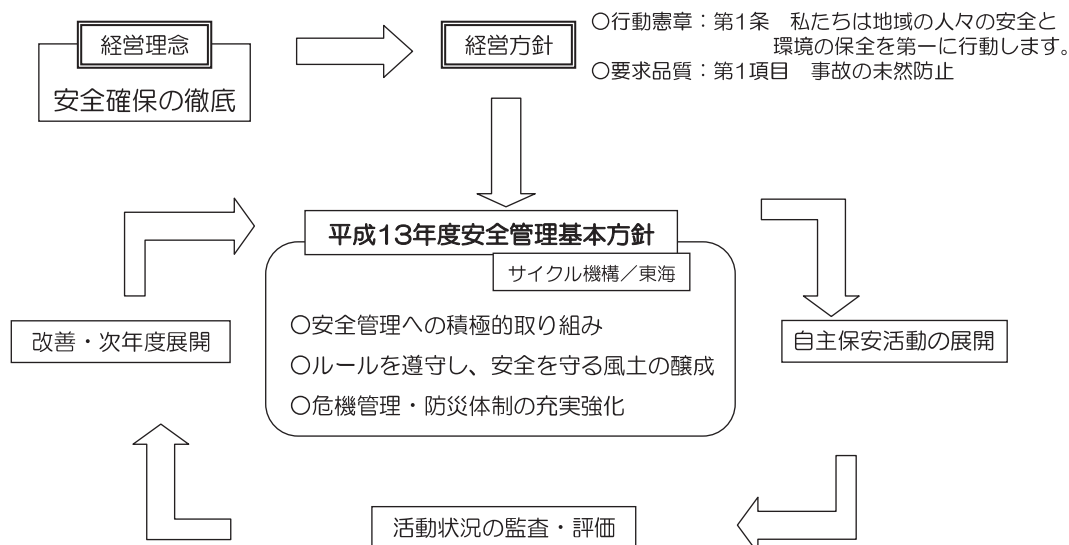 経営理念
安全確保の徹底
経営方針
○行動憲章：第1条　私たちは地域の人々の安全と
環境の保全を第一に行動します。
○要求品質：第1項目　事故の未然防止
平成13年度安全管理基本方針
サイクル機構／東海
○安全管理への積極的取り組み
○ルールを遵守し、安全を守る風土の醸成
○危機管理・防災体制の充実強化
改善・次年度展開
自主保安活動の展開
活動状況の監査・評価